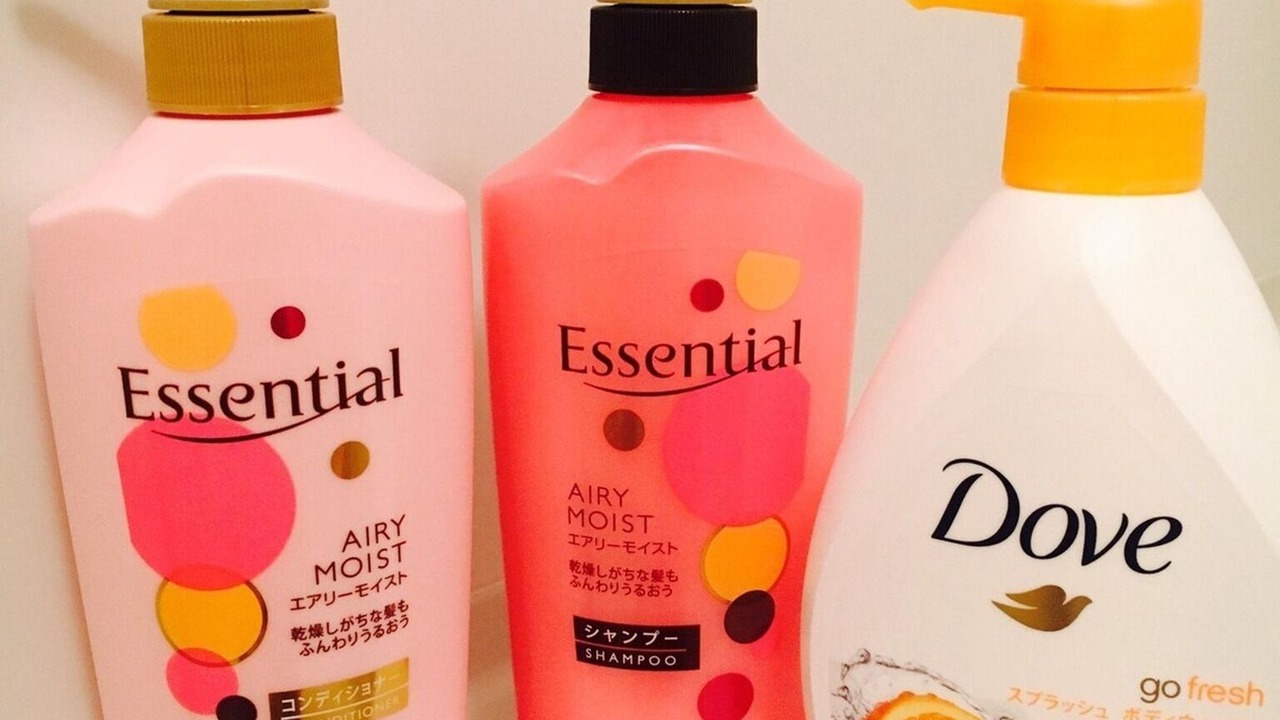 Essential
AIRY
MOIST
エアリーモイスト
乾燥しがちな髪も
ふんわりうるおう
コンディショナー
CONDITIONER
Essential
AIRY
MOIST
エアリーモイスト
乾燥しがちな髪も
ふんわりうるおう
シャンプー
SHAMPOO
Dove
go fresh
スプラッシュ